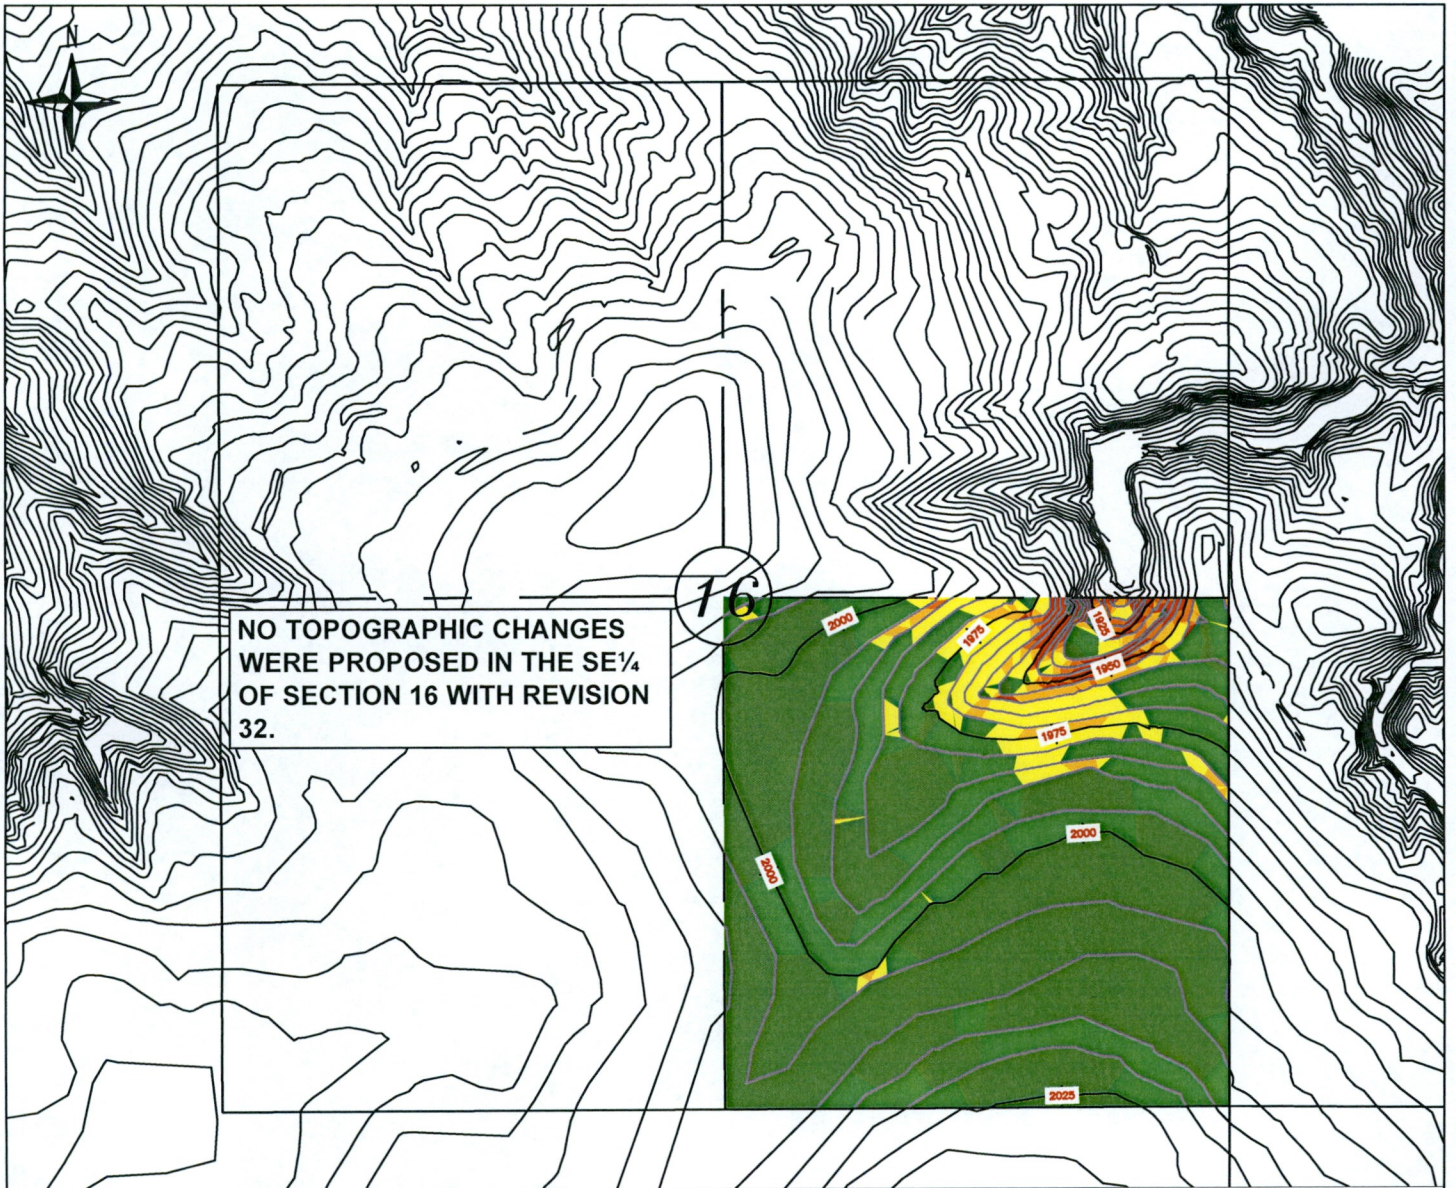 N
16
NO TOPOGRAPHIC CHANGES
WERE PROPOSED IN THE SE¼
OF SECTION 16 WITH REVISION
32.
2000
1975
1925
1950
1975
2000
2000
2025